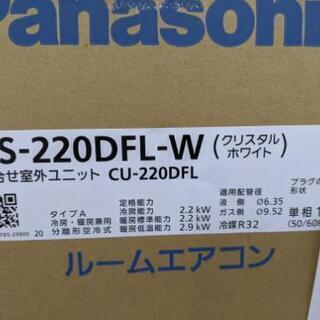 Panasonic
S-220DFL-W (クリスタルホワイト)
合せ室外ユニット CU-220DFL
タイプA
冷房・暖房兼用
分離形空冷式
定格能力
冷房能力 2.2 kW
暖房標準能力 2.2 kW
暖房低温能力 2.9 kW
適用配管径
液 側 ∅6.35
ガス側 ∅9.52
冷媒R32
プラグの
形状
単相1
(50/60
20
ルームエアコン